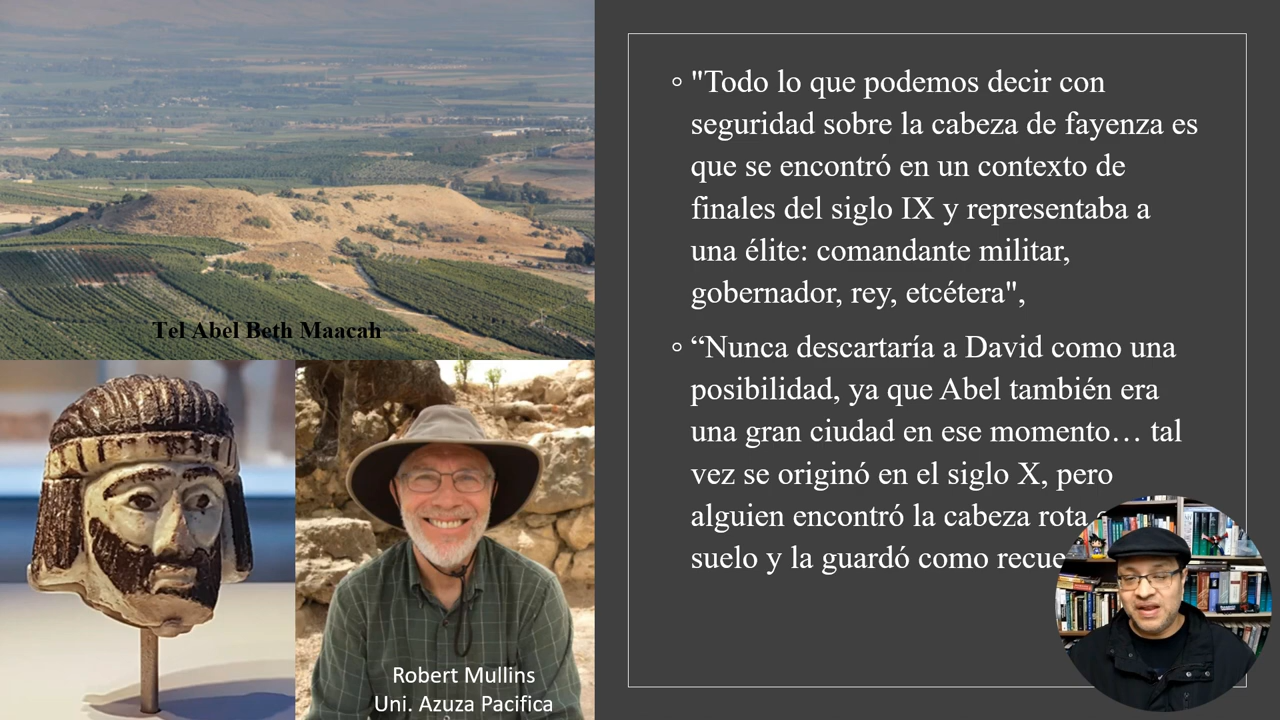 Tel Abel Beth Maacah
Robert Mullins
Uni. Azuza Pacifica
"Todo lo que podemos decir con
seguridad sobre la cabeza de fayenza es
que se encontró en un contexto de
finales del siglo IX y representaba a
una élite: comandante militar,
gobernador, rey, etcétera",
“Nunca descartaría a David como una
posibilidad, ya que Abel también era
una gran ciudad en ese momento… tal
vez se originó en el siglo X, pero
alguien encontró la cabeza rota
suelo y la guardó como